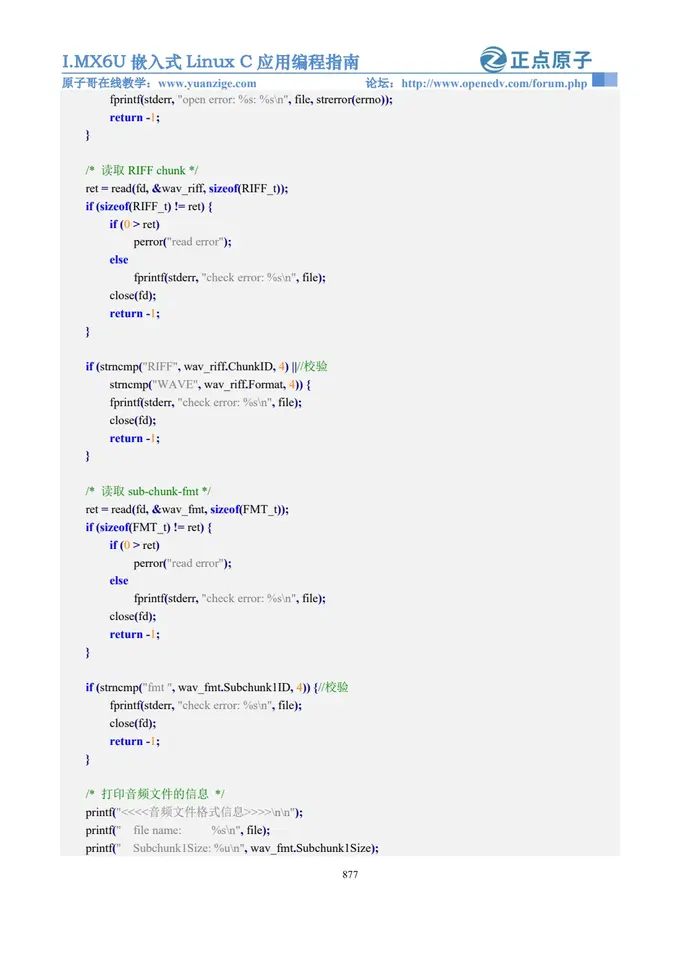 I.MX6U 嵌入式 Linux C 应用编程指南
正点原子
原子哥在线教学：www.yuanzige.com 论坛：http://www.openedv.com/forum.php
fprintf(stderr, "open error: %s: %s\n", file, strerror(errno));
return -1;
}
/* 读取 RIFF chunk */
ret = read(fd, &wav_riff, sizeof(RIFF_t));
if (sizeof(RIFF_t) != ret) {
if (0 > ret)
perror("read error");
else
fprintf(stderr, "check error: %s\n", file);
close(fd);
return -1;
}
if (strncmp("RIFF", wav_riff.ChunkID, 4) ||//校验
strncmp("WAVE", wav_riff.Format, 4)) {
fprintf(stderr, "check error: %s\n", file);
close(fd);
return -1;
}
/* 读取 sub-chunk-fmt */
ret = read(fd, &wav_fmt, sizeof(FMT_t));
if (sizeof(FMT_t) != ret) {
if (0 > ret)
perror("read error");
else
fprintf(stderr, "check error: %s\n", file);
close(fd);
return -1;
}
if (strncmp("fmt ", wav_fmt.Subchunk1ID, 4)) {//校验
fprintf(stderr, "check error: %s\n", file);
close(fd);
return -1;
}
/* 打印音频文件的信息 */
printf("<<<<音频文件格式信息>>>>\n\n");
printf("  file name:     %s\n", file);
printf("  Subchunk1Size: %u\n", wav_fmt.Subchunk1Size);
877